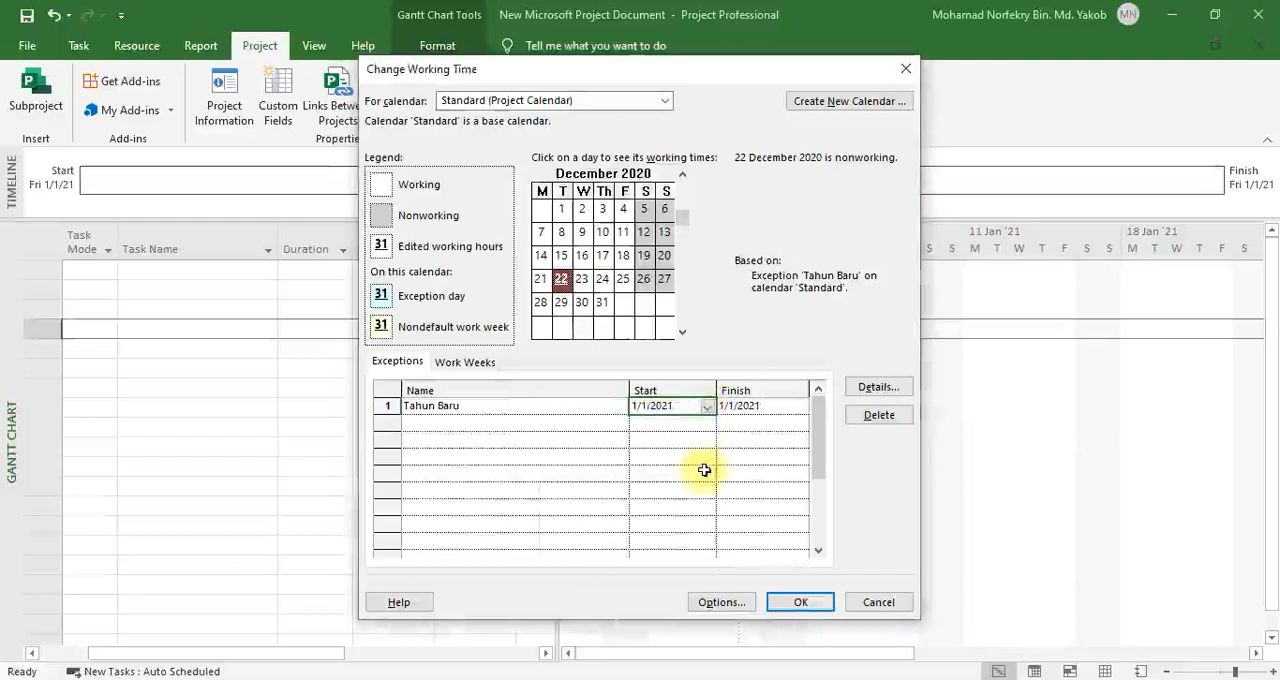 Gantt Chart Tools New Microsoft Project Document - Project Professional Mohamad Norfekry Bin. Md. Yakob MN
File Task Resource Report Project View Help Format Tell me what you want to do
Subproject
Insert
Get Add-ins
My Add-ins
Add-ins
Project Information
Custom Fields
Links Between Projects
Change Working Time
For calendar: Standard (Project Calendar) Create New Calendar ...
Calendar 'Standard' is a base calendar.
Legend:
Working
Nonworking
31 Edited working hours
On this calendar:
31 Exception day
31 Nondefault work week
Click on a day to see its working times:
December 2020
M T W Th F S S
1 2 3 4 5 6
7 8 9 10 11 12 13
14 15 16 17 18 19 20
21 22 23 24 25 26 27
28 29 30 31
22 December 2020 is nonworking.
Based on:
Exception 'Tahun Baru' on
calendar 'Standard'.
Exceptions Work Weeks
Name Start Finish
1 Tahun Baru 1/1/2021 1/1/2021
Details...
Delete
Help Options... OK Cancel
TIMELINE
Start
Fri 1/1/21
Finish
Fri 1/1/21
GANTT CHART
Task Mode Task Name Duration
11 Jan '21 18 Jan '21
S S M T W T F S S M T W T F S
Ready New Tasks : Auto Scheduled